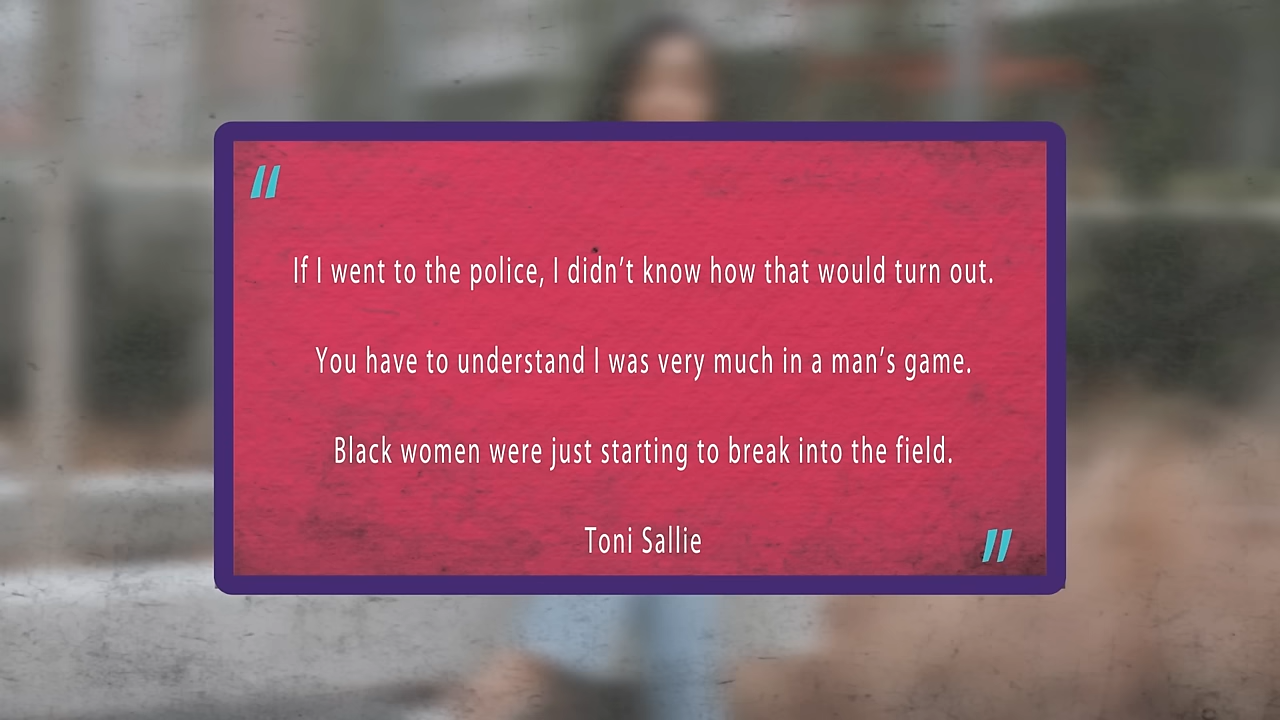 If I went to the police, I didn’t know how that would turn out.
You have to understand I was very much in a man’s game.
Black women were just starting to break into the field.
Toni Sallie